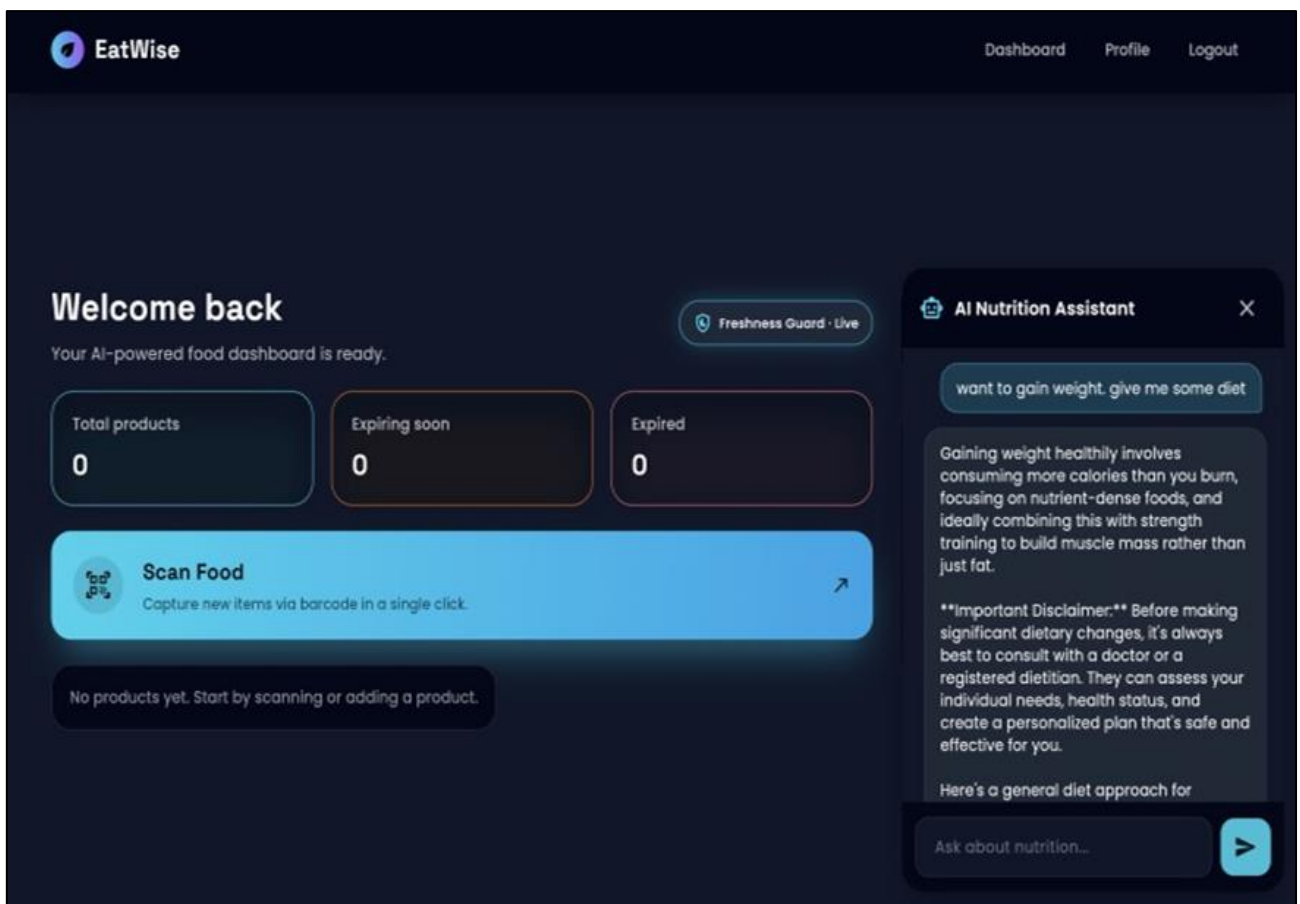 EatWise
Dashboard Profile Logout
Welcome back
Your AI-powered food dashboard is ready.
Freshness Guard · Live
Total products
0
Expiring soon
0
Expired
0
Scan Food
Capture new items via barcode in a single click.
No products yet. Start by scanning or adding a product.
AI Nutrition Assistant
want to gain weight. give me some diet
Gaining weight healthily involves
consuming more calories than you burn,
focusing on nutrient-dense foods, and
ideally combining this with strength
training to build muscle mass rather than
just fat.
**Important Disclaimer:** Before making
significant dietary changes, it's always
best to consult with a doctor or a
registered dietitian. They can assess your
individual needs, health status, and
create a personalized plan that's safe and
effective for you.
Here's a general diet approach for
Ask about nutrition...